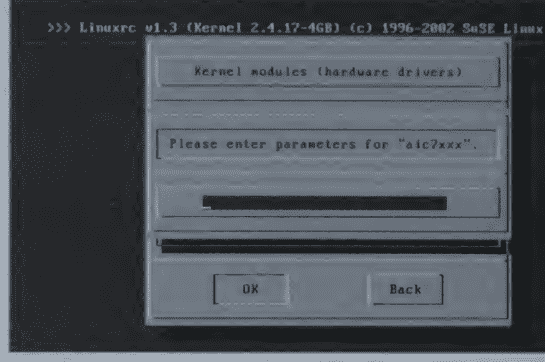 >>> Linuxrc v1.3 (Kernel 2.4.17-4GB) (c) 1996-2002 SuSE Linux
Kernel modules (hardware drivers)
Please enter parameters for "aic7xxx".
OK
Back